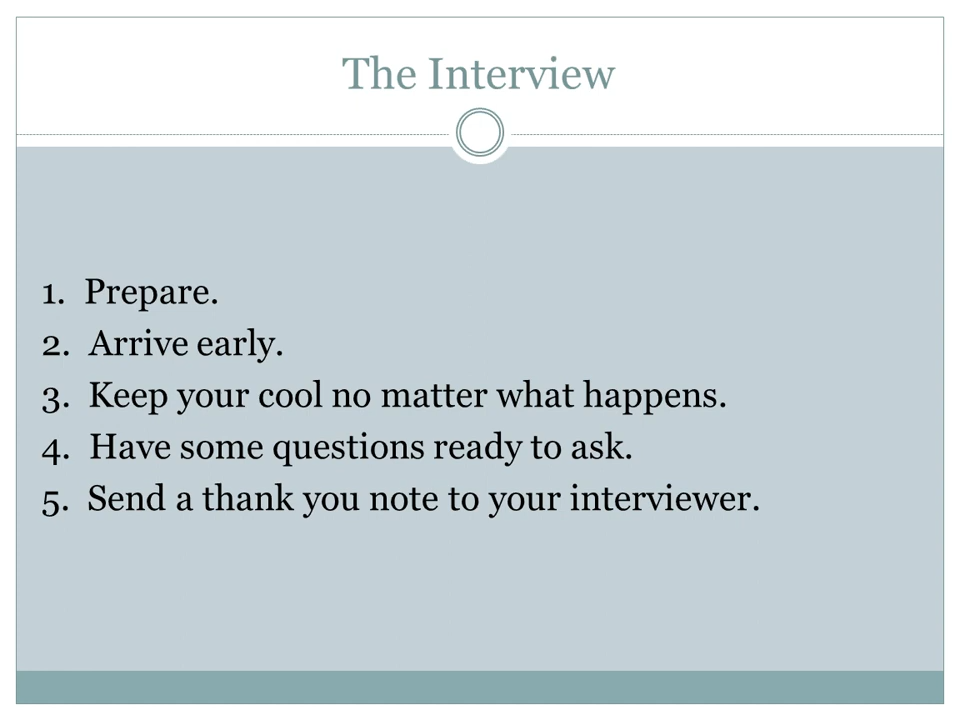 The Interview
1. Prepare.
2. Arrive early.
3. Keep your cool no matter what happens.
4. Have some questions ready to ask.
5. Send a thank you note to your interviewer.